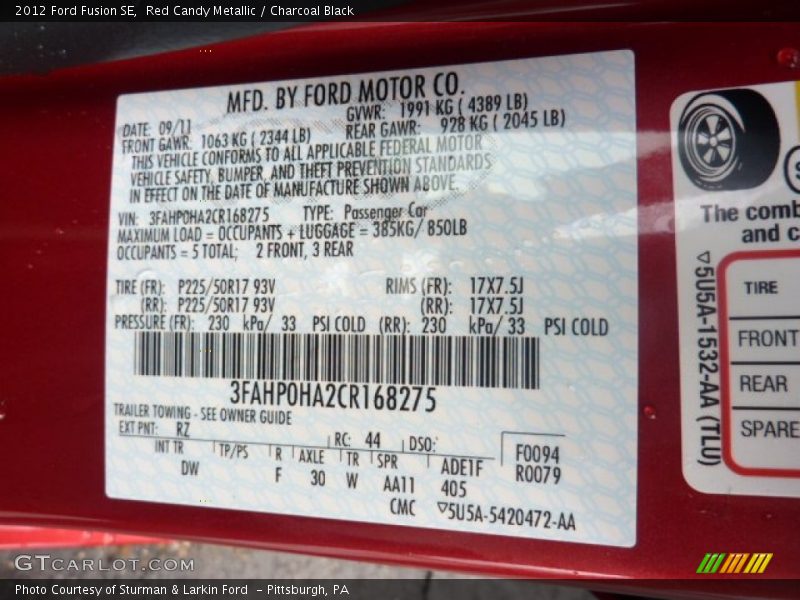 2012 Ford Fusion SE, Red Candy Metallic / Charcoal Black
MFD. BY FORD MOTOR CO.
DATE: 09/11 GVWR: 1991 KG ( 4389 LB)
FRONT GAWR: 1063 KG ( 2344 LB) REAR GAWR: 928 KG ( 2045 LB)
THIS VEHICLE CONFORMS TO ALL APPLICABLE FEDERAL MOTOR
VEHICLE SAFETY, BUMPER, AND THEFT PREVENTION STANDARDS
IN EFFECT ON THE DATE OF MANUFACTURE SHOWN ABOVE.
VIN: 3FAHP0HA2CR168275 TYPE: Passenger Car
MAXIMUM LOAD = OCCUPANTS + LUGGAGE = 385KG/ 850LB
OCCUPANTS = 5 TOTAL; 2 FRONT, 3 REAR
TIRE (FR): P225/50R17 93V RIMS (FR): 17X7.5J
(RR): P225/50R17 93V (RR): 17X7.5J
PRESSURE (FR): 230 kPa/ 33 PSI COLD (RR): 230 kPa/ 33 PSI COLD
3FAHP0HA2CR168275
TRAILER TOWING - SEE OWNER GUIDE
EXT PNT: RZ RC: 44 DSO:
INT TR TP/PS R AXLE TR SPR ADE1F F0094
DW F 30 W AA11 405 R0079
CMC ▽5U5A-5420472-AA
The comb
and c
▽5U5A-1532-AA (TLU)
TIRE
FRONT
REAR
SPARE
GTCARLOT.COM
Photo Courtesy of Sturman & Larkin Ford - Pittsburgh, PA